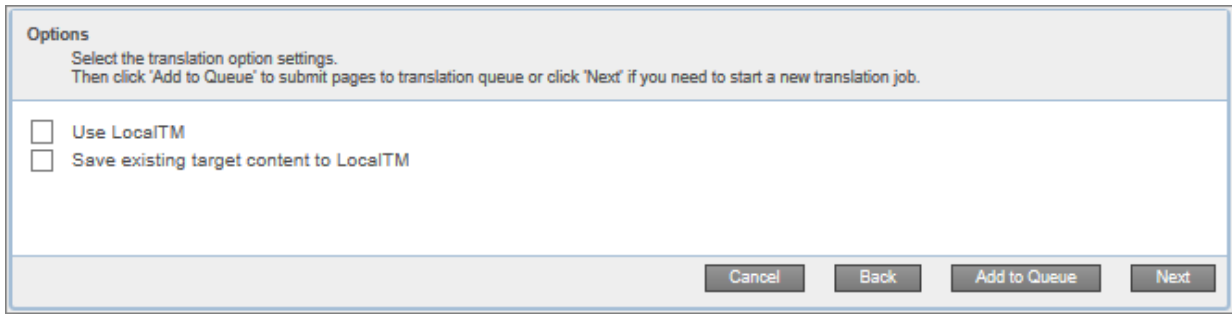 Options
Select the translation option settings.
Then click 'Add to Queue' to submit pages to translation queue or click 'Next' if you need to start a new translation job.
Use LocalTM
Save existing target content to LocalTM
Cancel Back Add to Queue Next